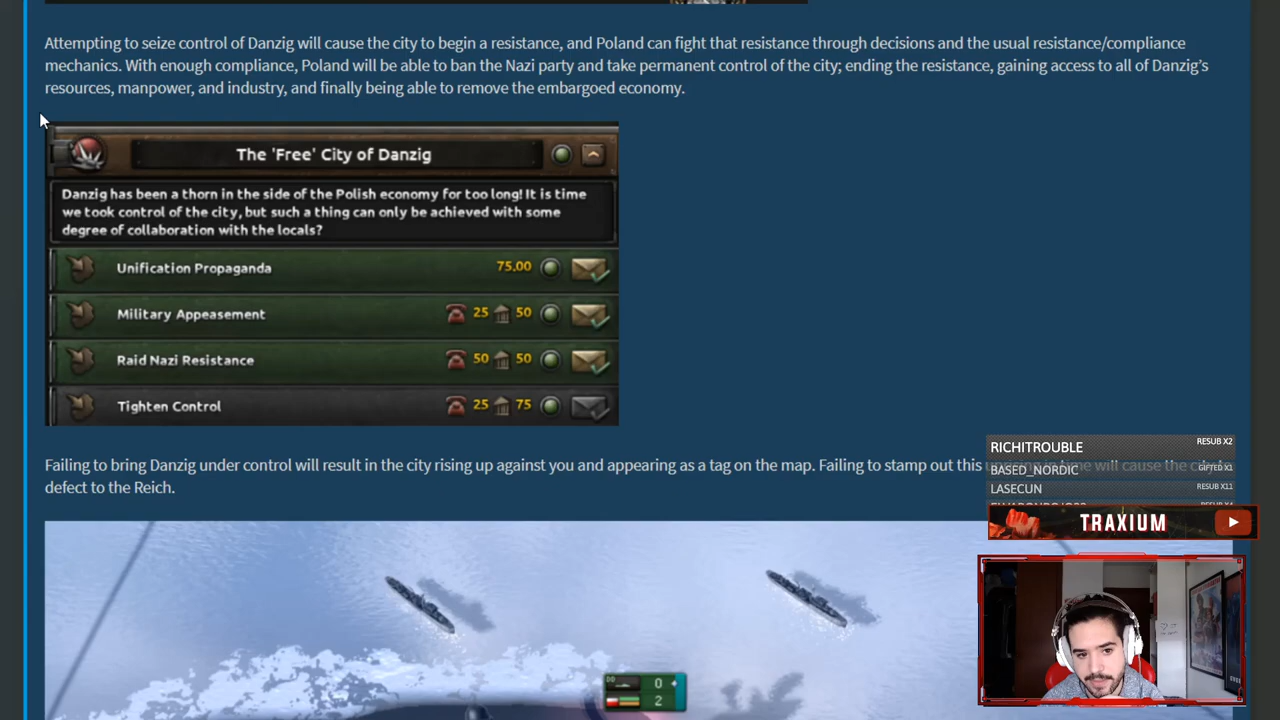 Attempting to seize control of Danzig will cause the city to begin a resistance, and Poland can fight that resistance through decisions and the usual resistance/compliance
mechanics. With enough compliance, Poland will be able to ban the Nazi party and take permanent control of the city; ending the resistance, gaining access to all of Danzig's
resources, manpower, and industry, and finally being able to remove the embargoed economy.
The 'Free' City of Danzig
Danzig has been a thorn in the side of the Polish economy for too long! It is time
we took control of the city, but such a thing can only be achieved with some
degree of collaboration with the locals?
Unification Propaganda 75.00
Military Appeasement 25 50
Raid Nazi Resistance 50 50
Tighten Control 25 75
RICHITROUBLE RESUB X2
Failing to bring Danzig under control will result in the city rising up against you and appearing as a tag on the map. Failing to stamp out this will cause the
BASED_NORDIC GIFTED X1
defect to the Reich.
LASECUN RESUB X11
TRAXIUM
DD 0
2